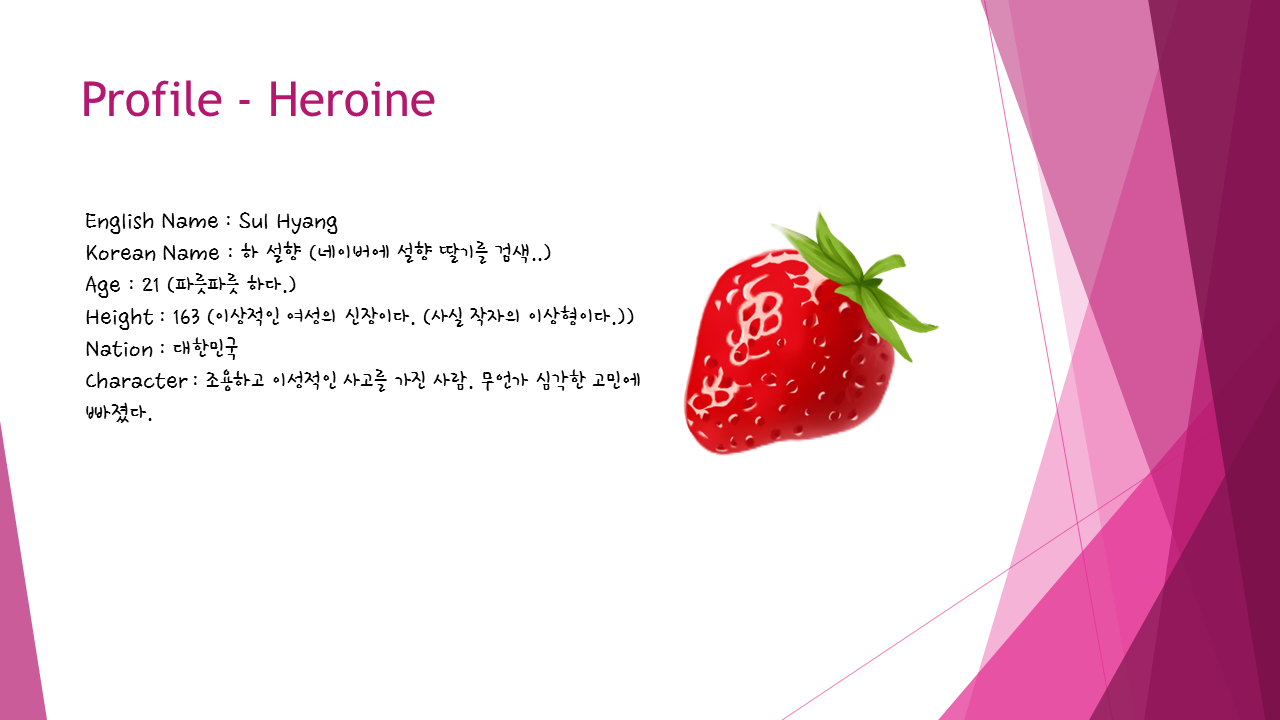 Profile - Heroine
English Name : Sul Hyang
Korean Name : 하 설향 (네이버에 설향 딸기를 검색..)
Age : 21 (파릇파릇 하다.)
Height : 163 (이상적인 여성의 신장이다. (사실 작자의 이상형이다.))
Nation : 대한민국
Character : 조용하고 이성적인 사고를 가진 사람. 무언가 심각한 고민에
빠졌다.